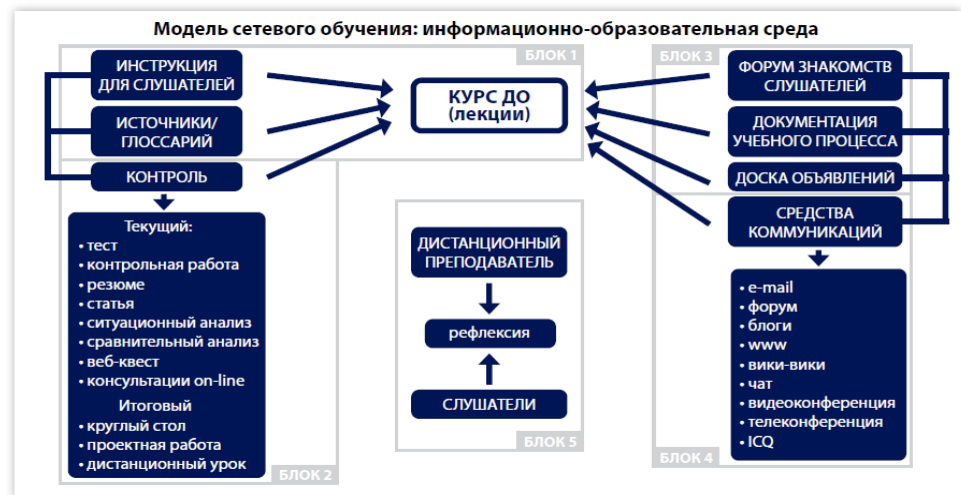 Модель сетевого обучения: информационно-образовательная среда
БЛОК 1
ИНСТРУКЦИЯ
ДЛЯ СЛУШАТЕЛЕЙ
ИСТОЧНИКИ/
ГЛОССАРИЙ
КУРС ДО
(лекции)
БЛОК 2
КОНТРОЛЬ
Текущий:
• тест
• контрольная работа
• резюме
• статья
• ситуационный анализ
• сравнительный анализ
• веб-квест
• консультации on-line
Итоговый
• круглый стол
• проектная работа
• дистанционный урок
БЛОК 3
ФОРУМ ЗНАКОМСТВ
СЛУШАТЕЛЕЙ
ДОКУМЕНТАЦИЯ
УЧЕБНОГО ПРОЦЕССА
ДОСКА ОБЪЯВЛЕНИЙ
СРЕДСТВА
КОММУНИКАЦИЙ
• e-mail
• форум
• блоги
• www
• вики-вики
• чат
• видеоконференция
• телеконференция
• ICQ
БЛОК 4
ДИСТАНЦИОННЫЙ
ПРЕПОДАВАТЕЛЬ
рефлексия
СЛУШАТЕЛИ
БЛОК 5